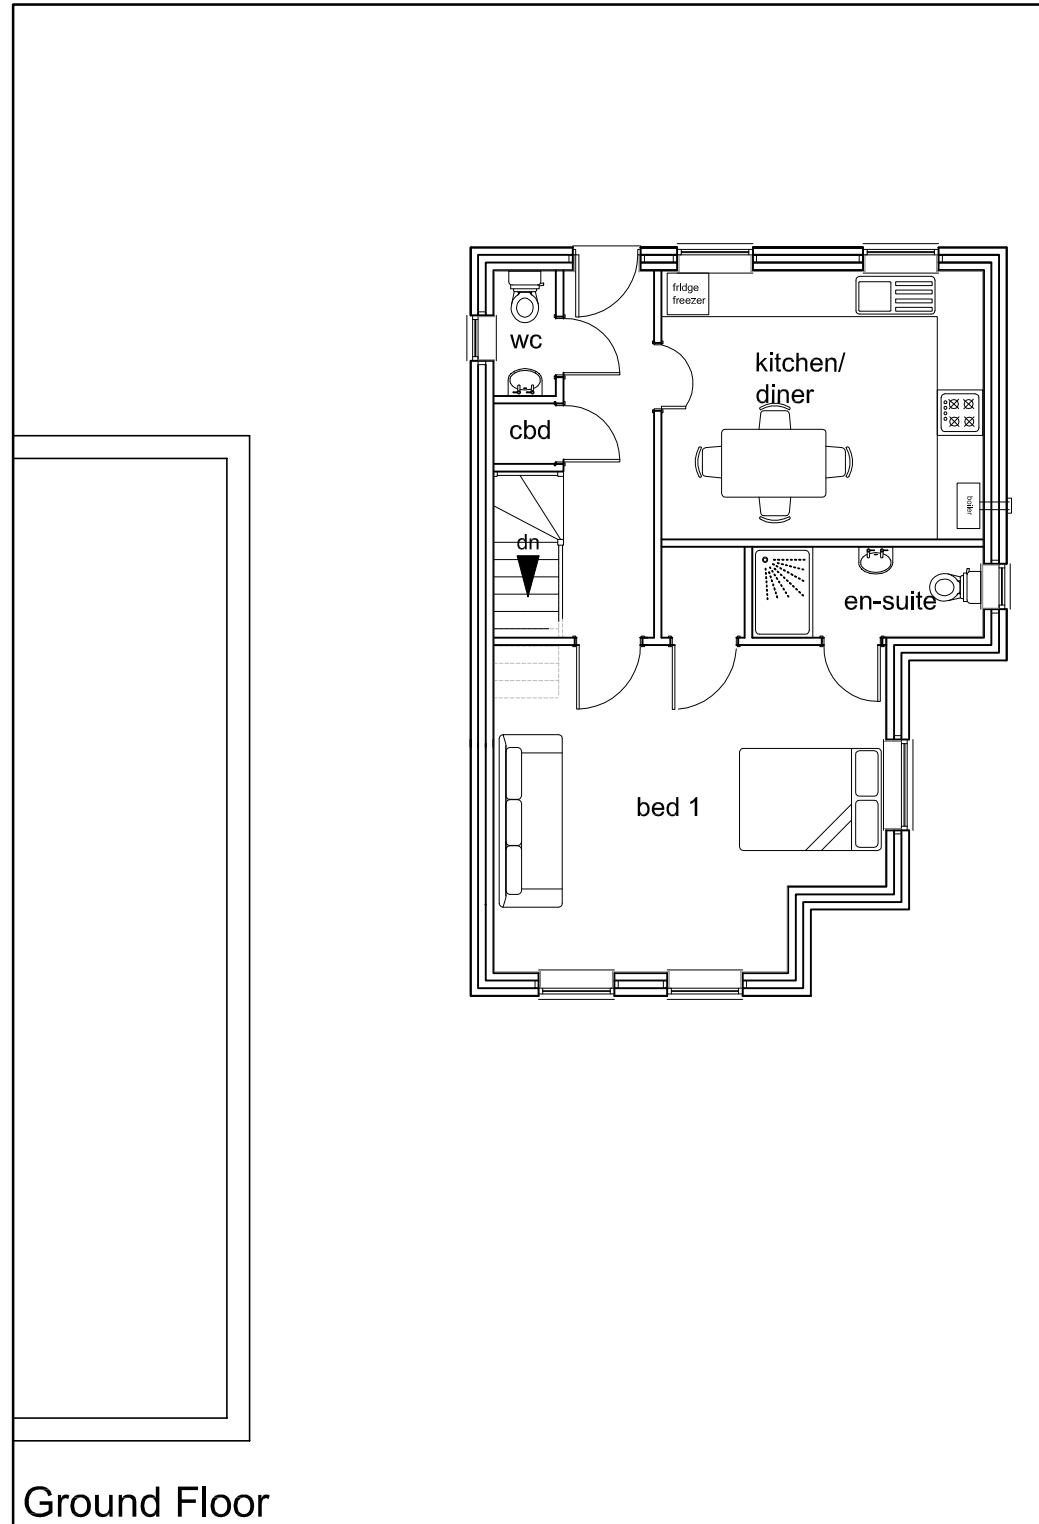 fridge
freezer
wc
kitchen/
diner
cbd
boiler
dn
en-suite
bed 1
Ground Floor